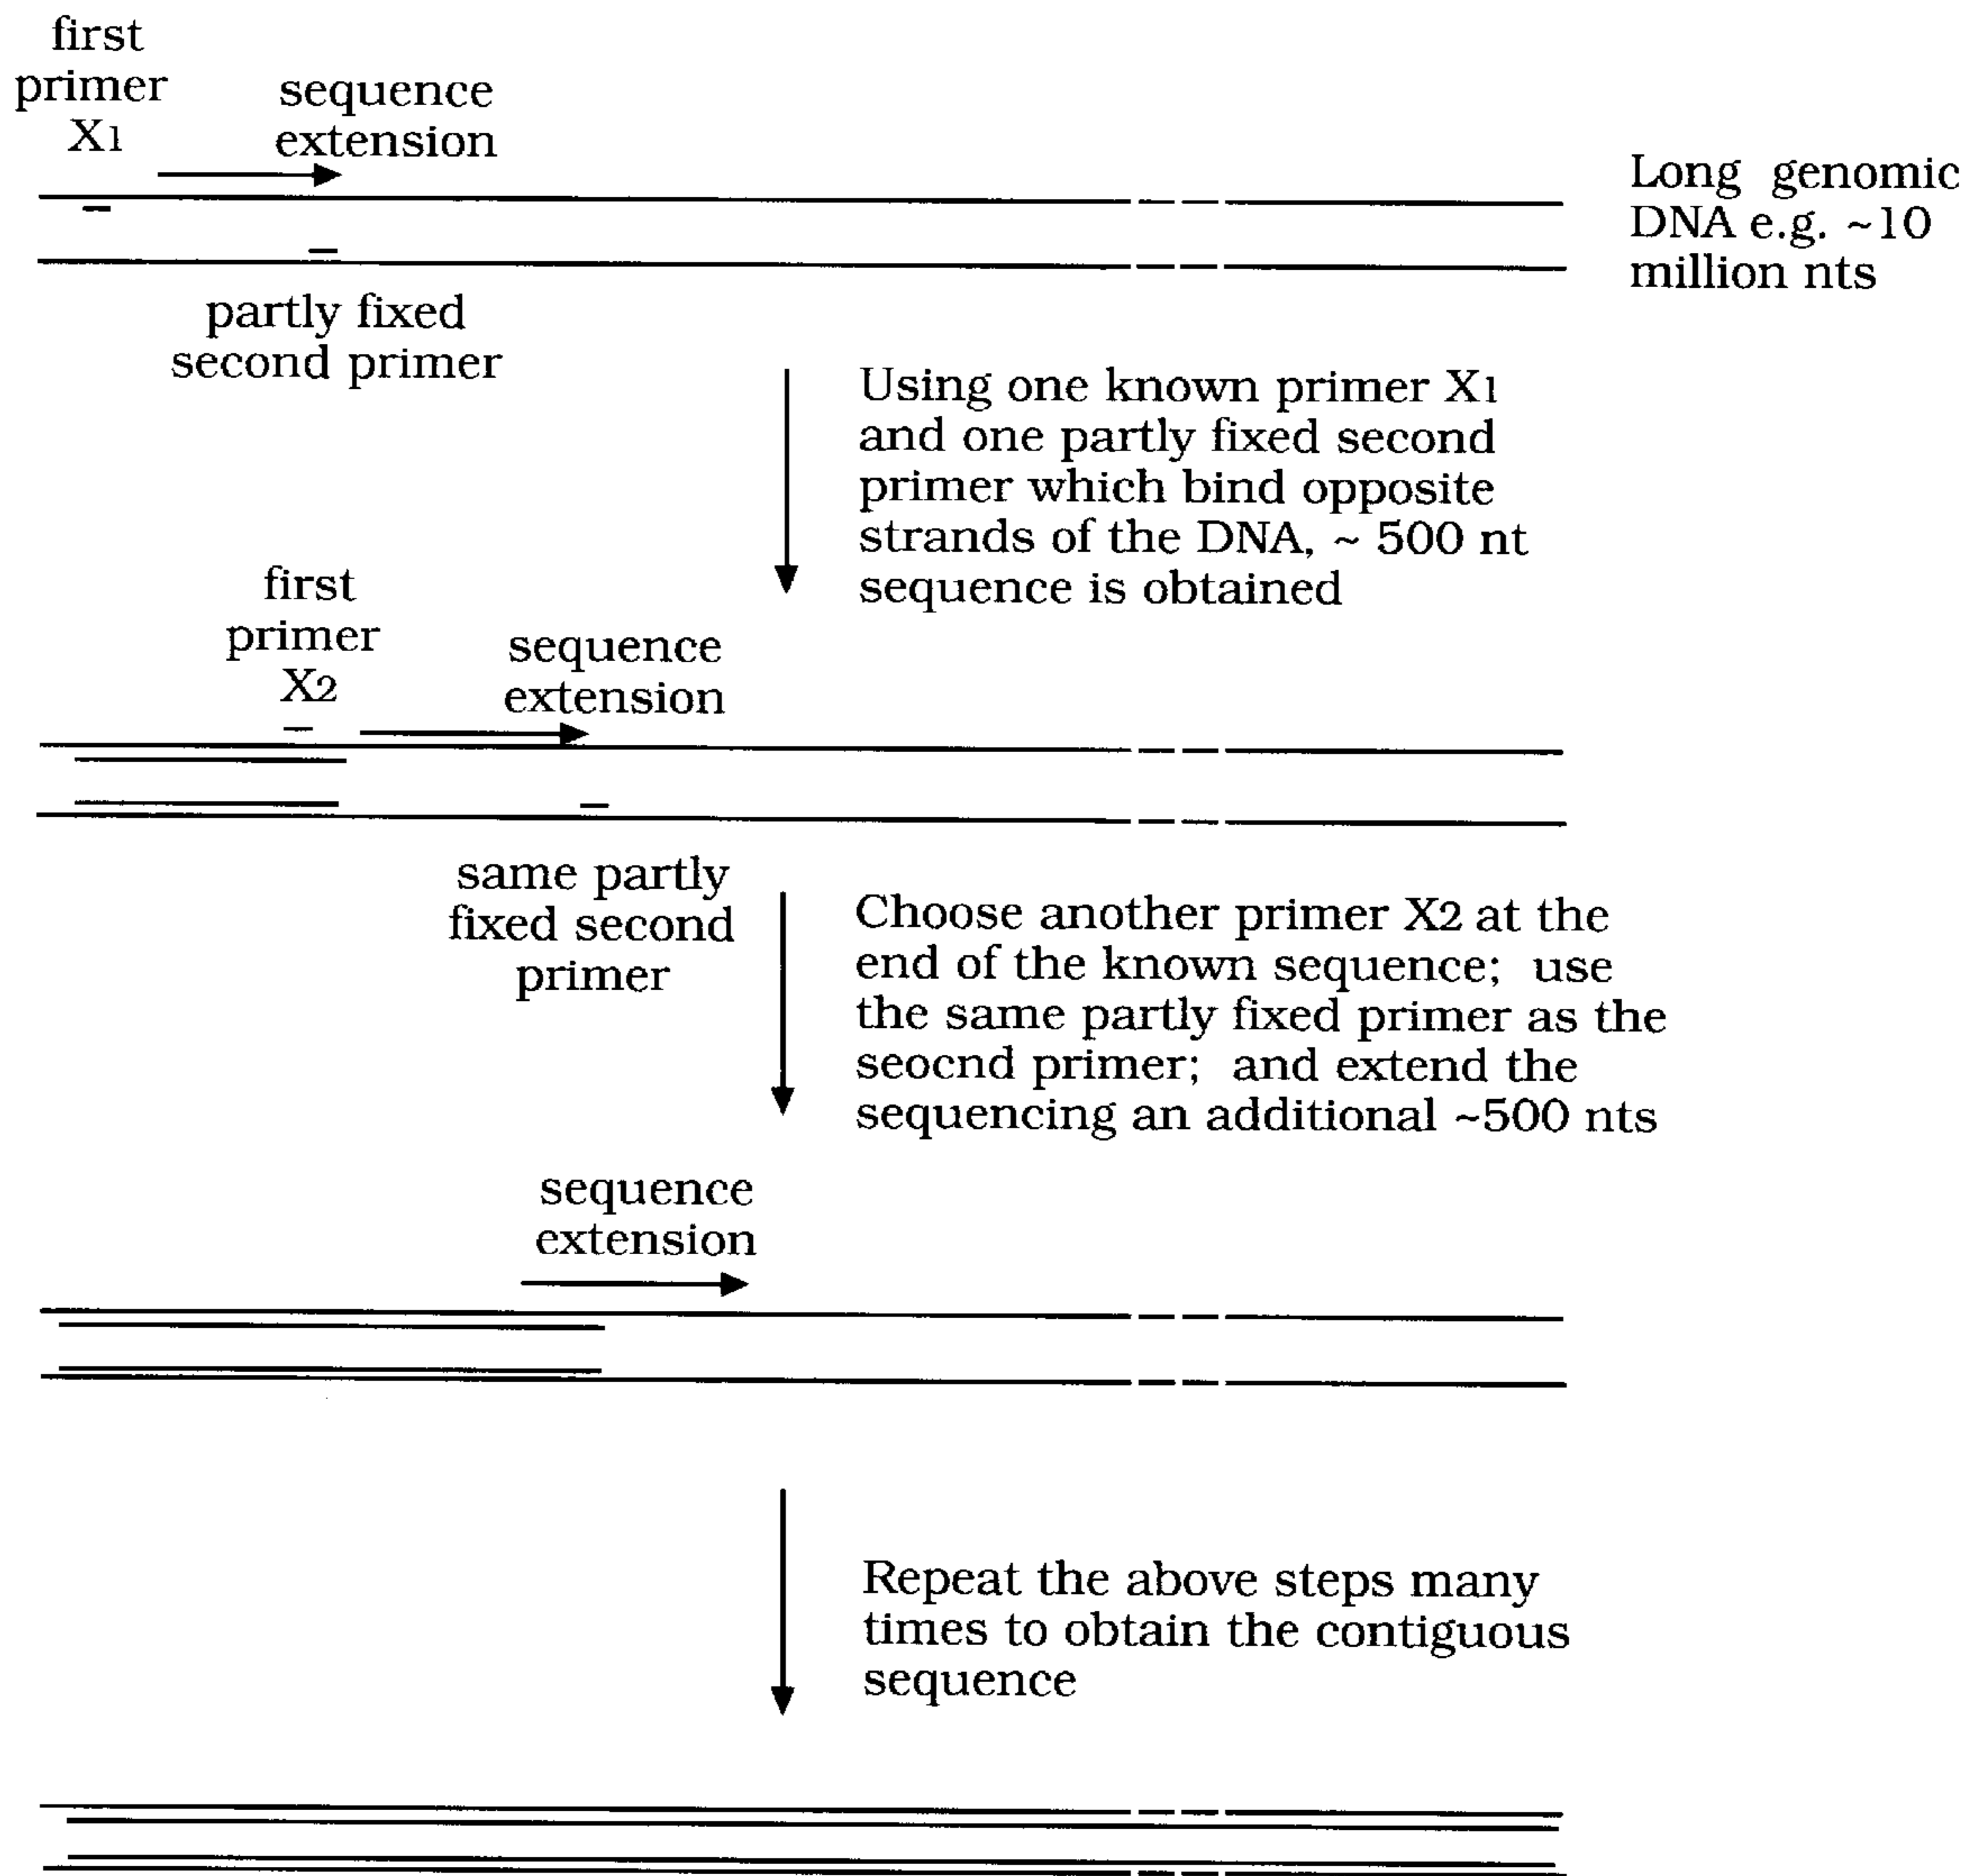 first
primer
X1
sequence
extension
Long genomic
DNA e.g. ~10
million nts
partly fixed
second primer
Using one known primer X1
and one partly fixed second
primer which bind opposite
strands of the DNA, ~ 500 nt
sequence is obtained
first
primer
X2
sequence
extension
same partly
fixed second
primer
Choose another primer X2 at the
end of the known sequence; use
the same partly fixed primer as the
seocnd primer; and extend the
sequencing an additional ~500 nts
sequence
extension
Repeat the above steps many
times to obtain the contiguous
sequence